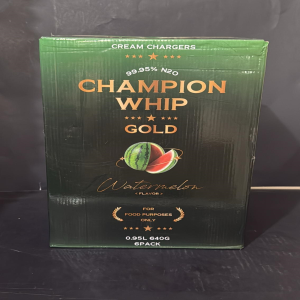 CREAM CHARGERS
99.95% N2O
CHAMPION
WHIP
GOLD
Watermelon
FLAVOR
FOR
FOOD PURPOSES
ONLY
0.95L 640G
6PACK